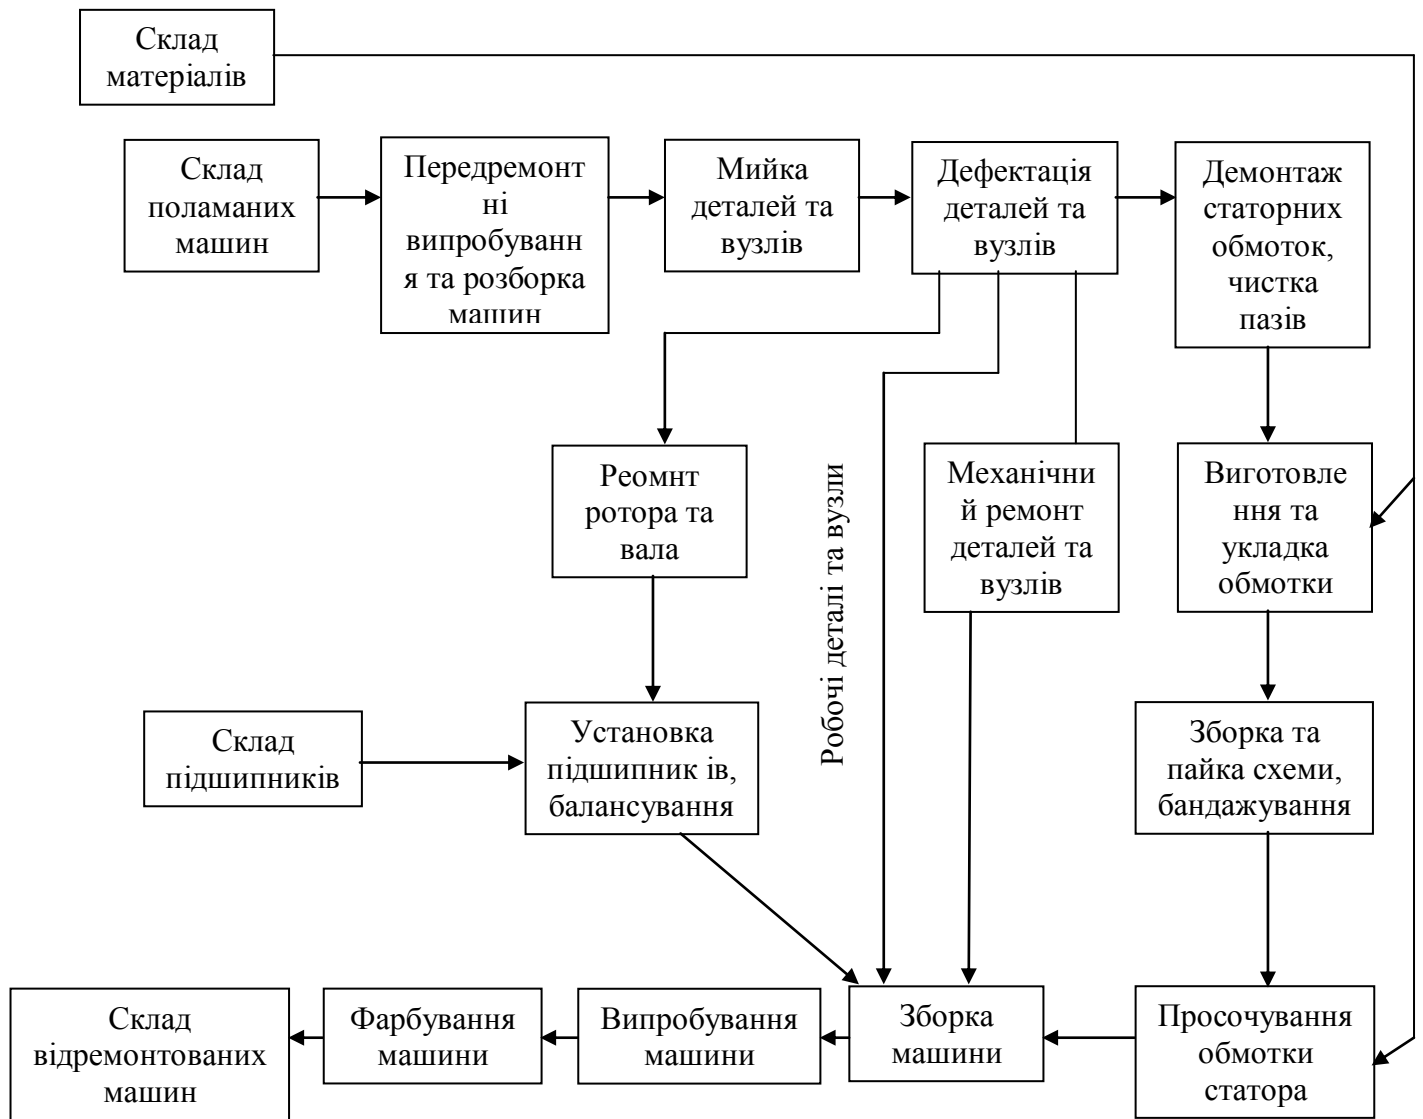 Склад
матеріалів
Склад
поламаних
машин
Передремонт
ні
випробуванн
я та розборка
машин
Мийка
деталей та
вузлів
Дефектація
деталей та
вузлів
Демонтаж
статорних
обмоток,
чистка
пазів
Реомнт
ротора та
вала
Робочі деталі та вузли
Механічни
й ремонт
деталей та
вузлів
Виготовле
ння та
укладка
обмотки
Склад
підшипників
Установка
підшипник ів,
балансування
Зборка та
пайка схеми,
бандажування
Склад
відремонтованих
машин
Фарбування
машини
Випробування
машини
Зборка
машини
Просочування
обмотки
статора